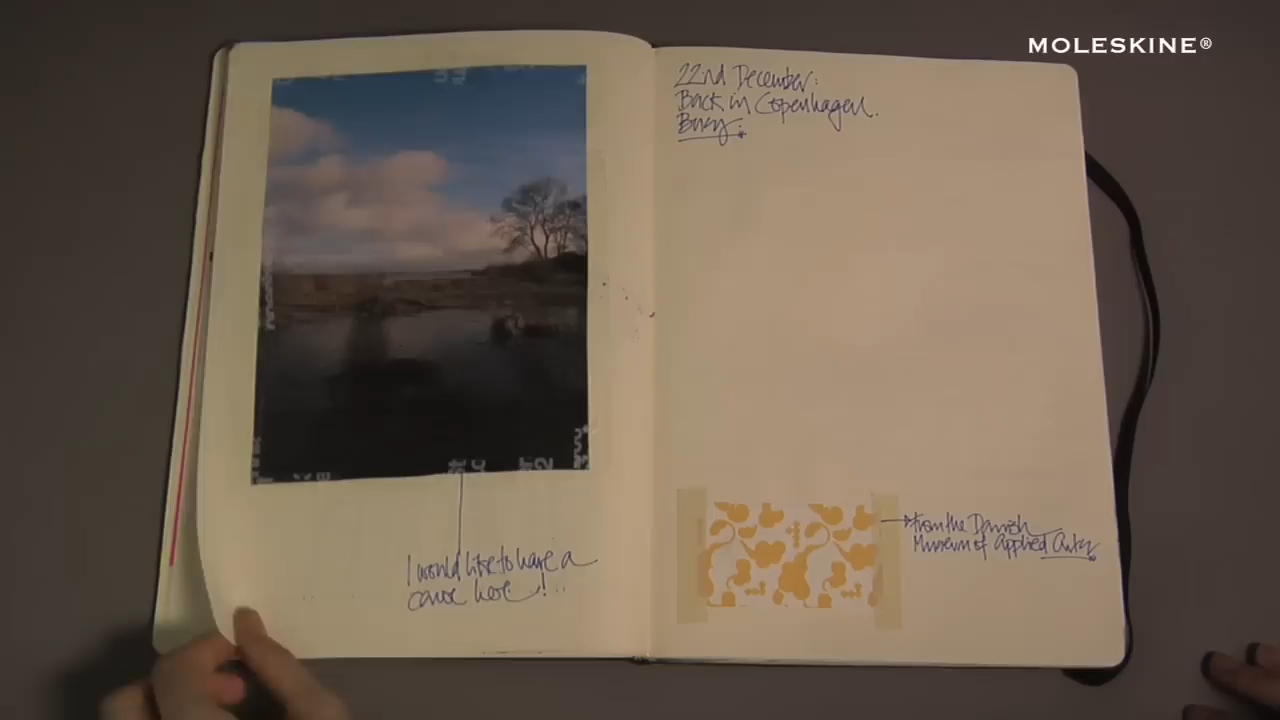 MOLESKINE®
22nd December:
Back in Copenhagen.
Busy.
I would like to have a
canoe here!...
From the Danish
Museum of Applied Arts.